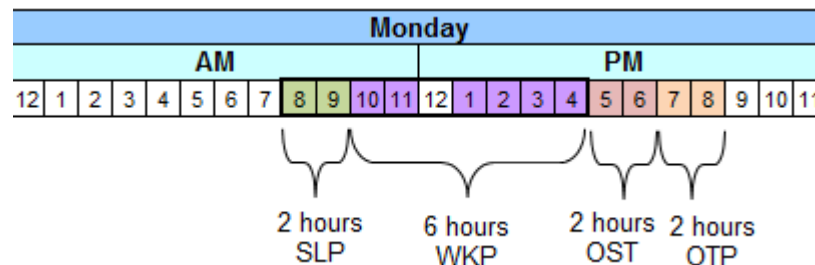 Monday
AM PM
12 1 2 3 4 5 6 7 8 9 10 11 12 1 2 3 4 5 6 7 8 9 10 11
2 hours 6 hours 2 hours 2 hours
SLP WKP OST OTP